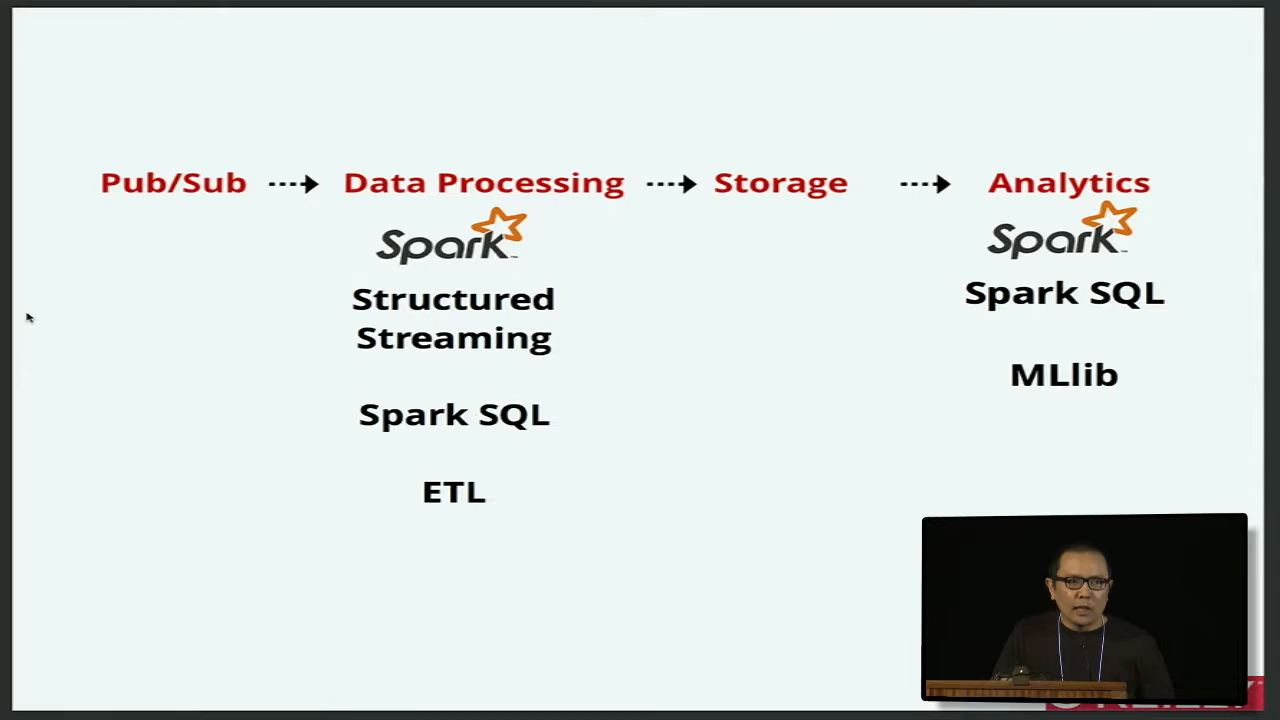 Pub/Sub
Data Processing
Storage
Analytics
Spark
Structured
Streaming
Spark SQL
ETL
Spark
Spark SQL
MLlib